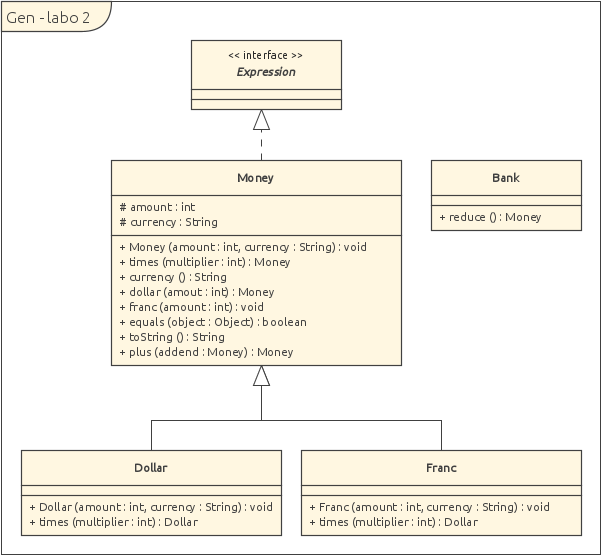 Gen - labo 2
<< interface >>
Expression
Money
# amount : int
# currency : String
+ Money (amount : int, currency : String) : void
+ times (multiplier : int) : Money
+ currency () : String
+ dollar (amout : int) : Money
+ franc (amount : int) : void
+ equals (object : Object) : boolean
+ toString () : String
+ plus (addend : Money) : Money
Bank
+ reduce () : Money
Dollar
+ Dollar (amount : int, currency : String) : void
+ times (multiplier : int) : Dollar
Franc
+ Franc (amount : int, currency : String) : void
+ times (multiplier : int) : Dollar